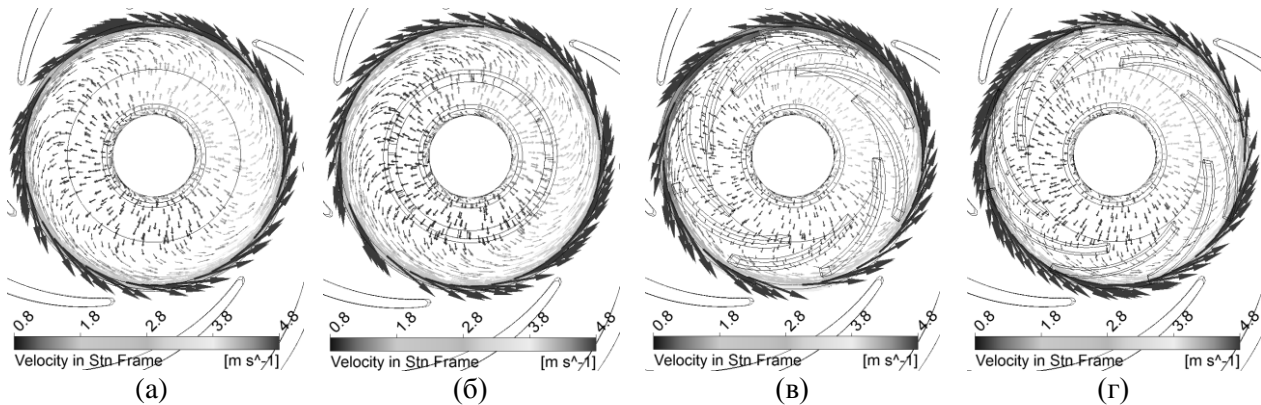 0.8 1.8 2.8 3.8 4.8
Velocity in Stn Frame [m s^-1]
(а)
0.8 1.8 2.8 3.8 4.8
Velocity in Stn Frame [m s^-1]
(б)
0.8 1.8 2.8 3.8 4.8
Velocity in Stn Frame [m s^-1]
(в)
0.8 1.8 2.8 3.8 4.8
Velocity in Stn Frame [m s^-1]
(г)